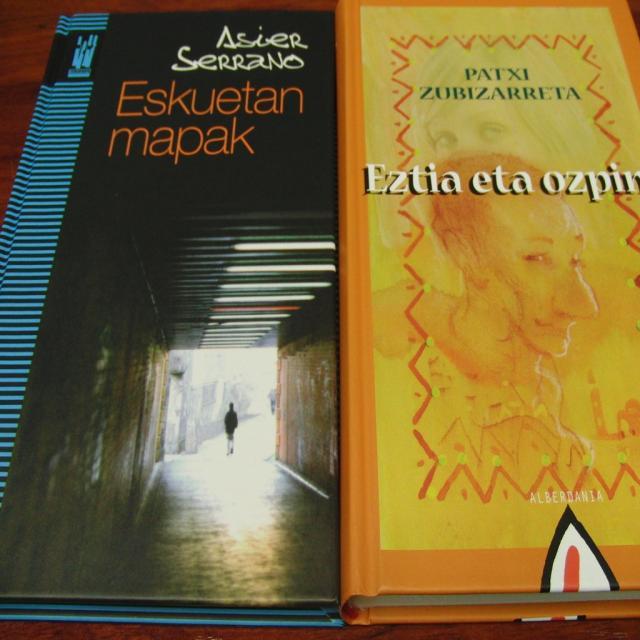 Asier
Serrano
Eskuetan
mapak
PATXI
ZUBIZARRETA
Eztia eta ozpin
ALBERDANIA